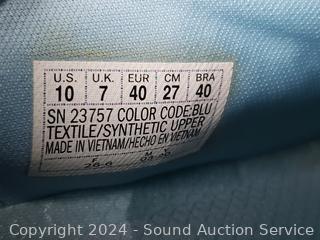 U.S. U.K. EUR CM BRA
10 7 40 27 40
SN 23757 COLOR CODE:BLU
TEXTILE/SYNTHETIC UPPER
MADE IN VIETNAM/HECHO EN VIETNAM
Copyright 2024 - Sound Auction Service